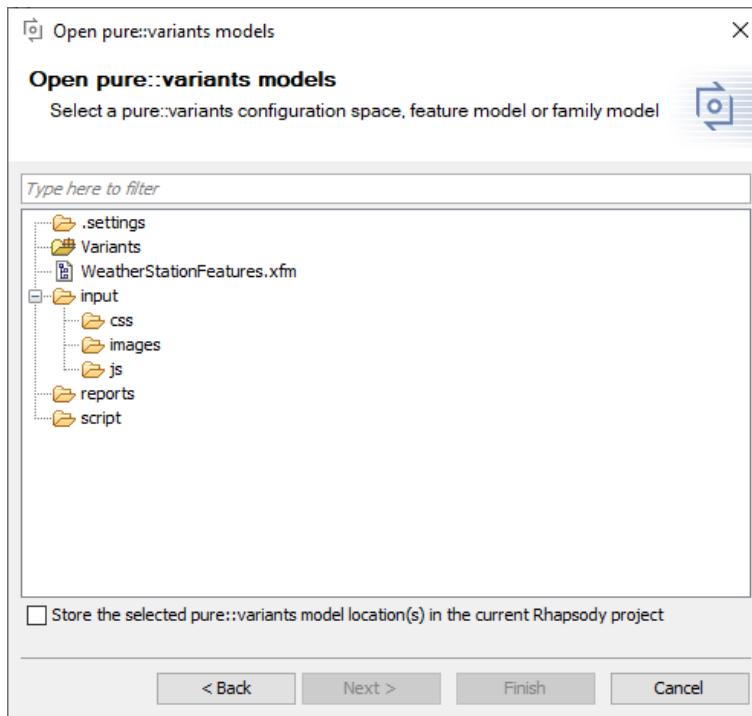 Open pure::variants models
Open pure::variants models
Select a pure::variants configuration space, feature model or family model
Type here to filter
.settings
Variants
WeatherStationFeatures.xfm
input
css
images
js
reports
script
Store the selected pure::variants model location(s) in the current Rhapsody project
< Back Next > Finish Cancel